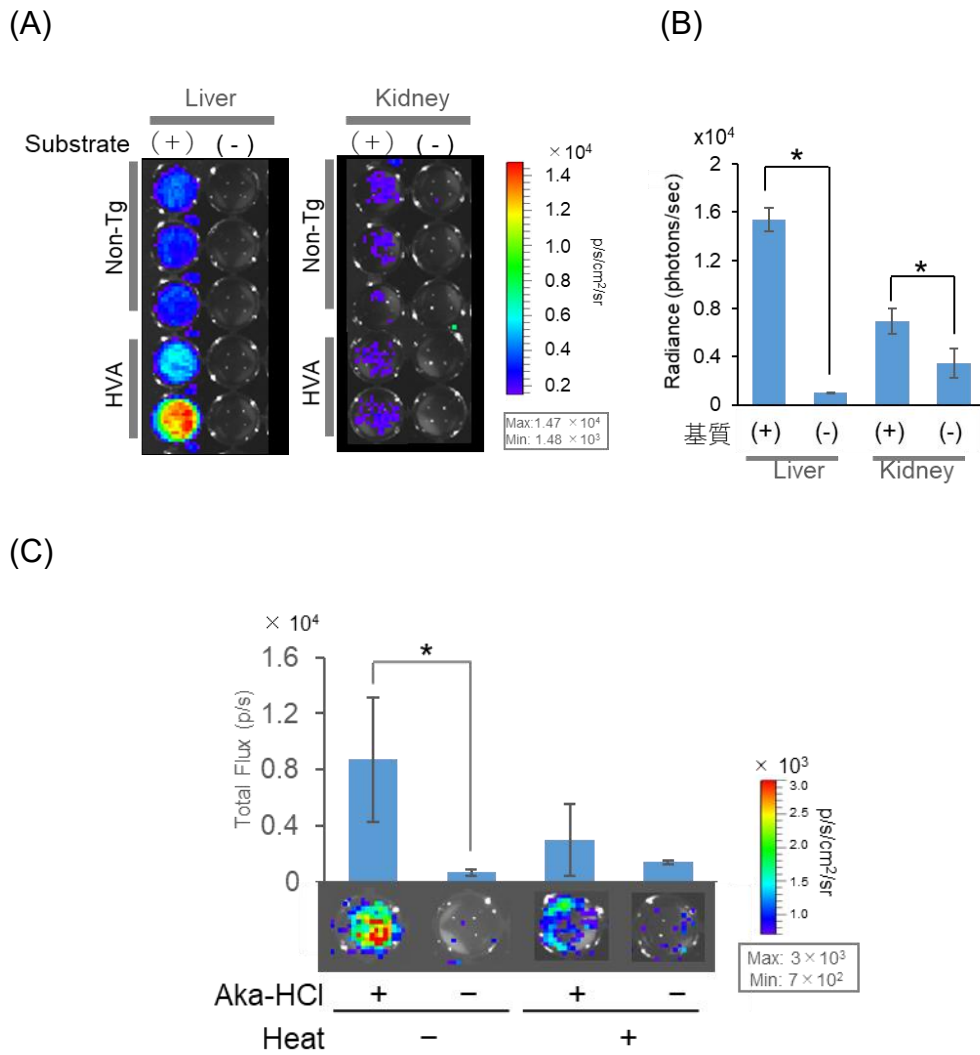 (A)
Liver
Kidney
Substrate
(+)
(-)
(+)
(-)
Non-Tg
HVA
Non-Tg
HVA
× 10⁴
1.4
1.2
1.0
0.8
0.6
0.4
0.2
p/s/cm²/sr
Max:1.47 ×10⁴
Min: 1.48 ×10³
(B)
x10⁴
2
1.6
1.2
0.8
0.4
0
Radiance (photons/sec)
*
*
基質
(+)
(-)
(+)
(-)
Liver
Kidney
(C)
× 10⁴
1.6
1.2
0.8
0.4
0
Total Flux (p/s)
*
× 10³
3.0
2.5
2.0
1.5
1.0
p/s/cm²/sr
Max: 3×10³
Min: 7×10²
Aka-HCl
+
−
+
−
Heat
−
+